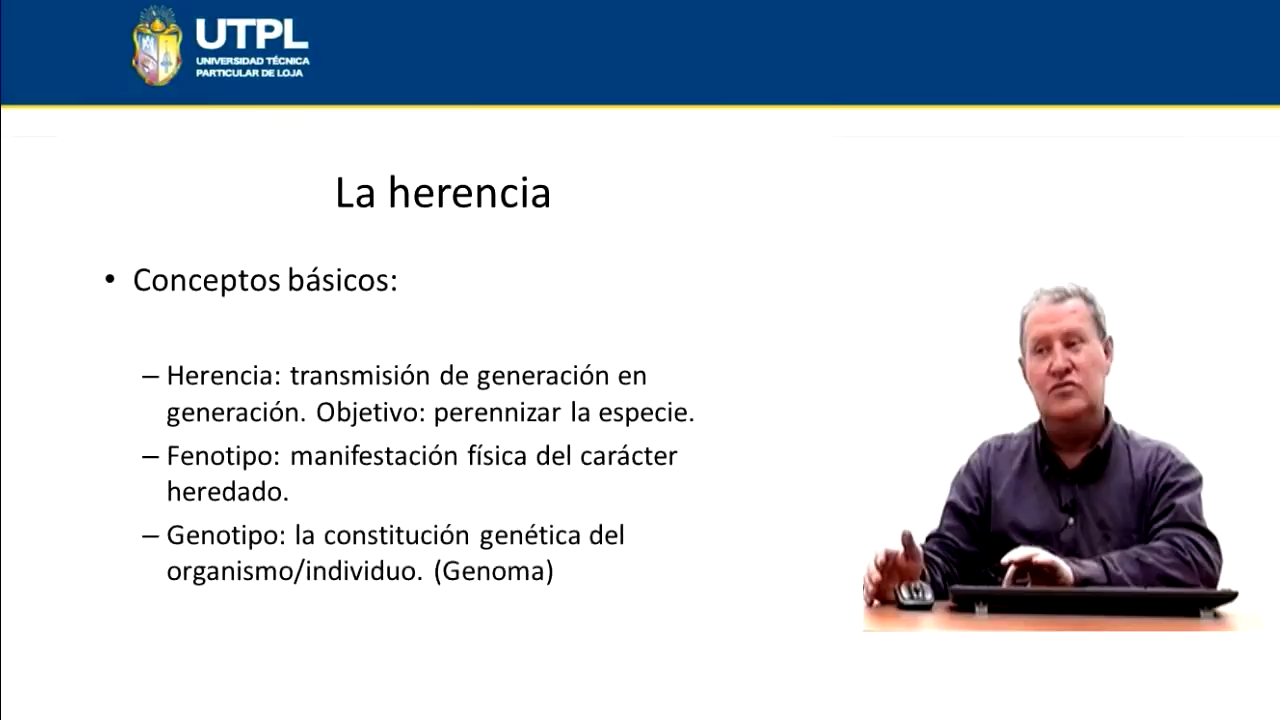 UTPL
UNIVERSIDAD TÉCNICA
PARTICULAR DE LOJA
La herencia
• Conceptos básicos:
– Herencia: transmisión de generación en
generación. Objetivo: perennizar la especie.
– Fenotipo: manifestación física del carácter
heredado.
– Genotipo: la constitución genética del
organismo/individuo. (Genoma)